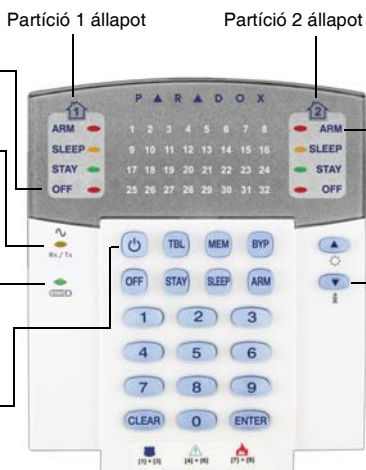 Partíció 1 állapot Partíció 2 állapot
P A R A D O X
1 2
ARM 1 2 3 4 5 6 7 8 ARM
SLEEP 9 10 11 12 13 14 15 16 SLEEP
STAY 17 18 19 20 21 22 23 24 STAY
OFF 25 26 27 28 29 30 31 32 OFF
Rx / Tx
TBL MEM BYP
OFF STAY SLEEP ARM
1 2 3
4 5 6
7 8 9
CLEAR 0 ENTER
[1] + [3] [4] + [6] [7] + [9]